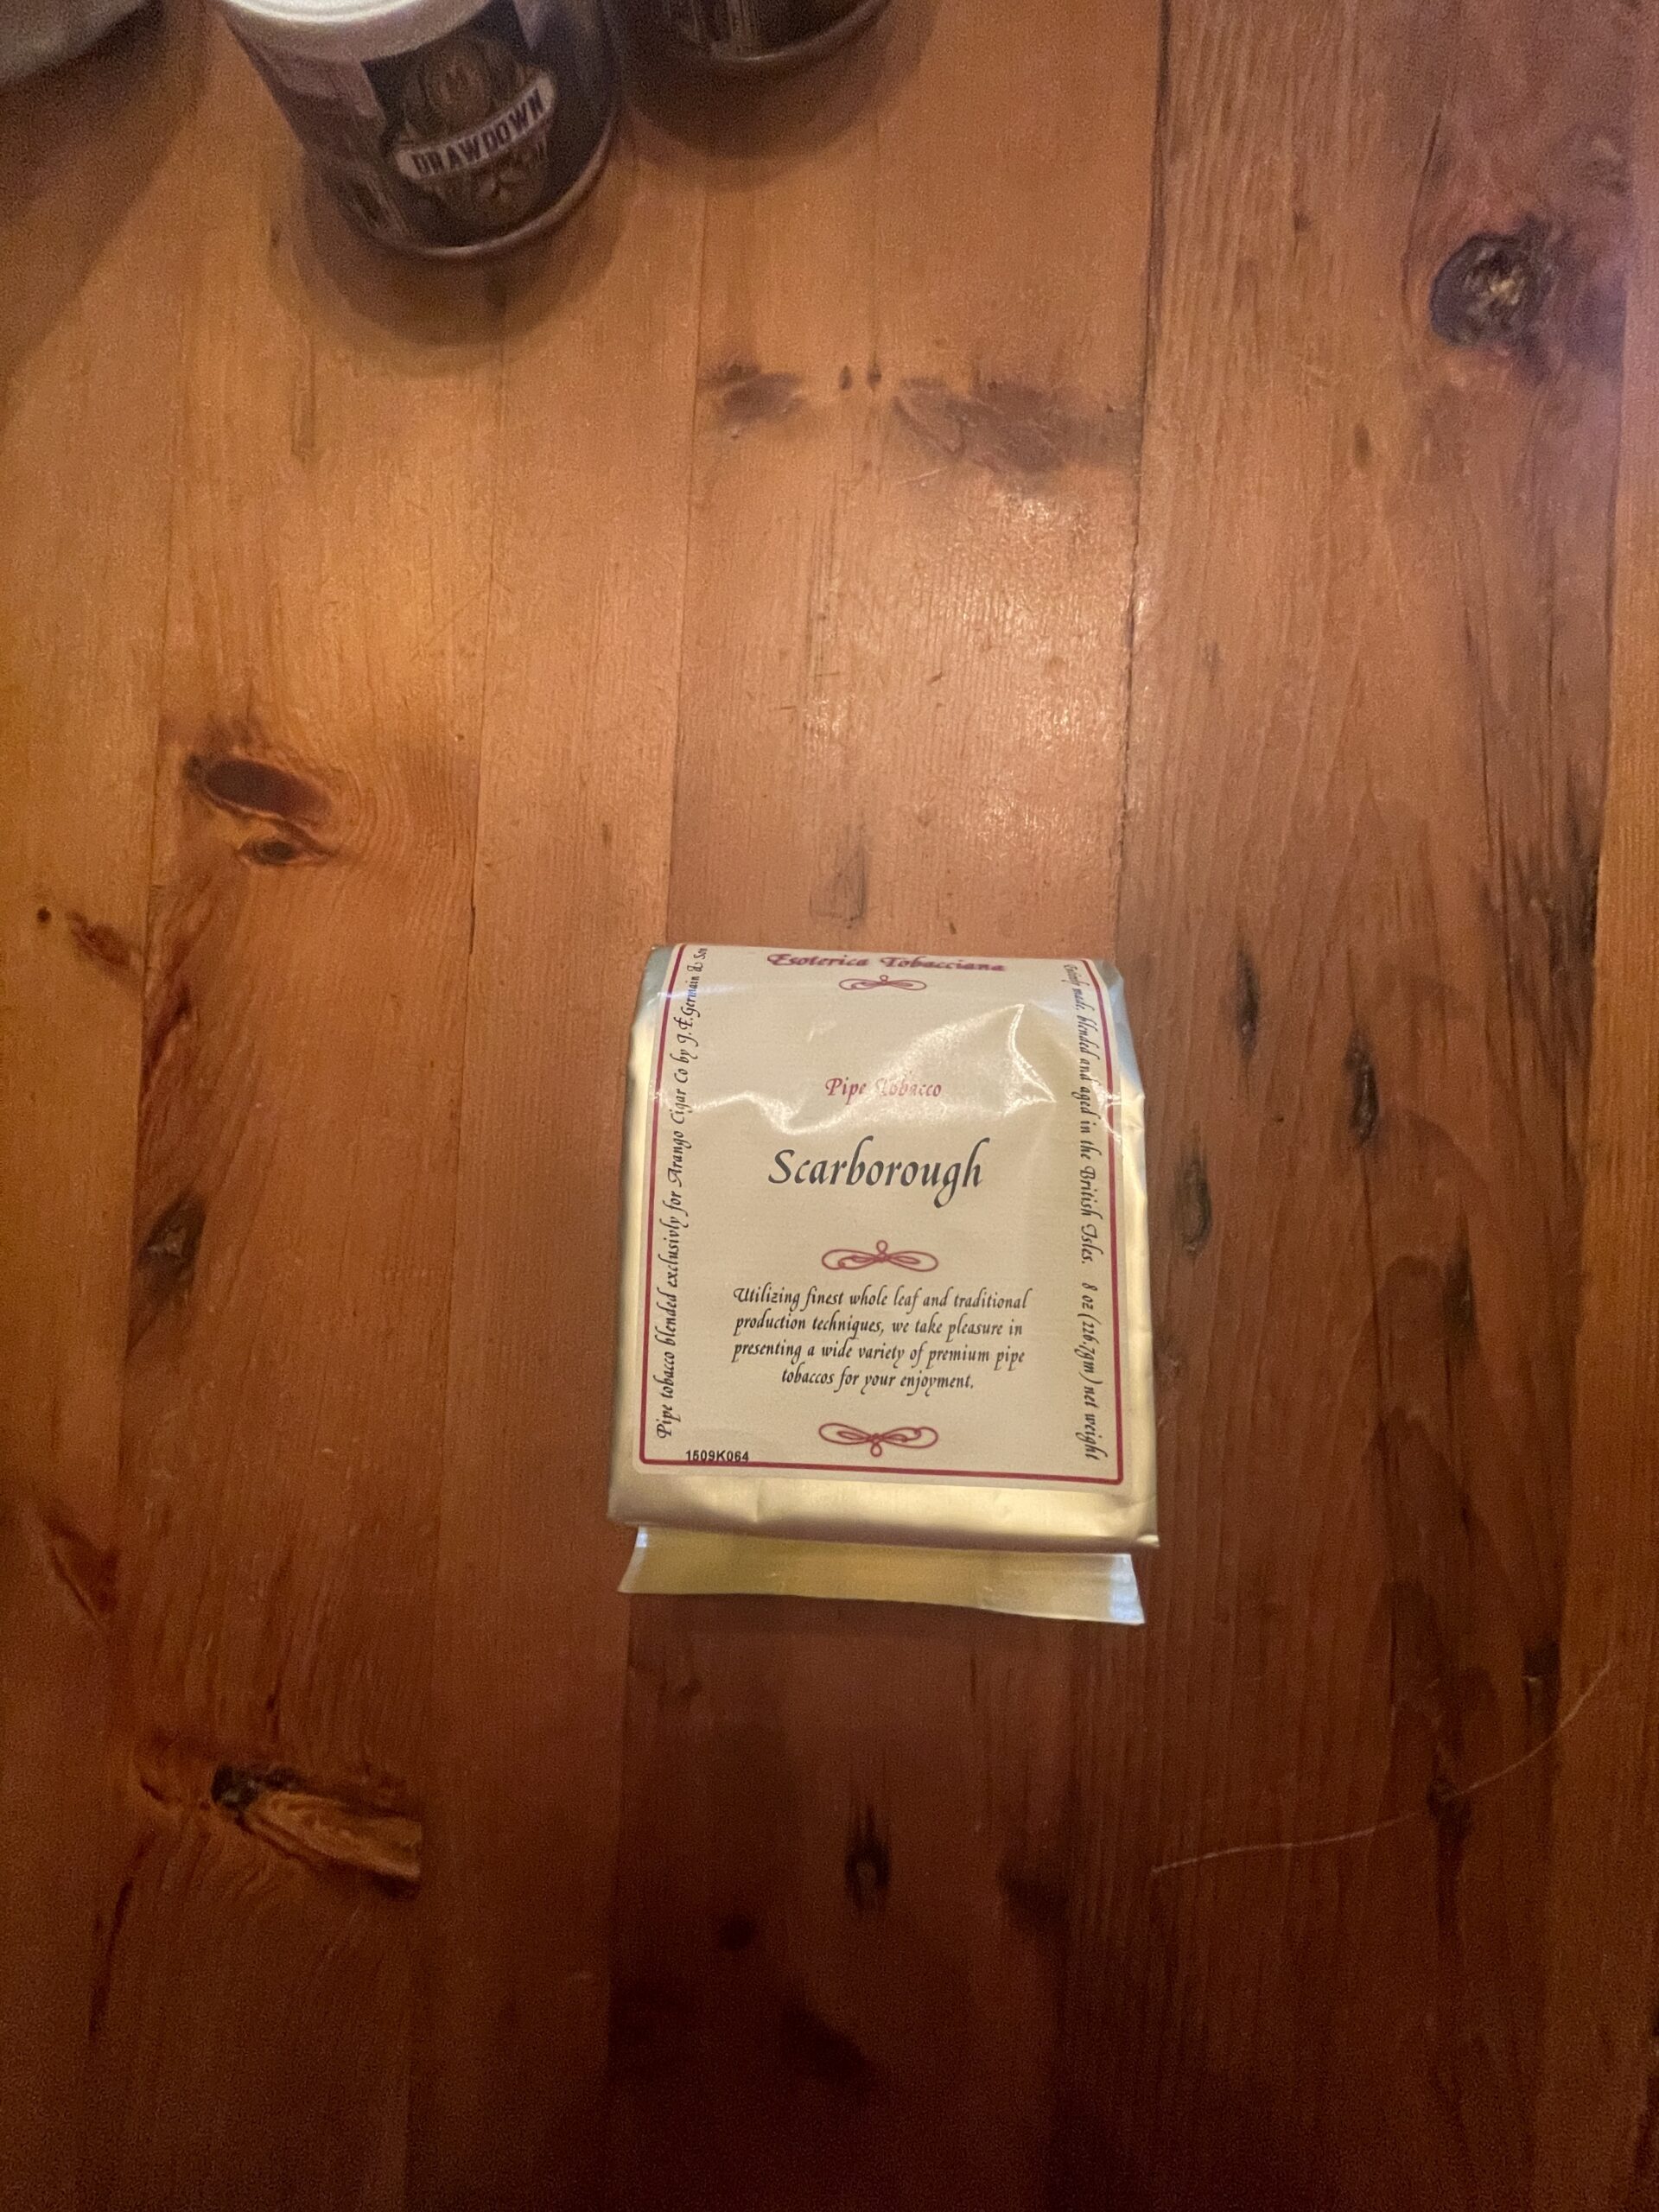 DRAWDOWN
Esoterica Tobacciana
Pipe Tobacco
Scarborough
Utilizing finest whole leaf and traditional
production techniques, we take pleasure in
presenting a wide variety of premium pipe
tobaccos for your enjoyment.
1509K064
Pipe tobacco blended exclusivly for Arango Cigar Co by J.F.Germain & Son
Entirely made, blended and aged in the British Isles. 8 oz (226.7gm) net weight